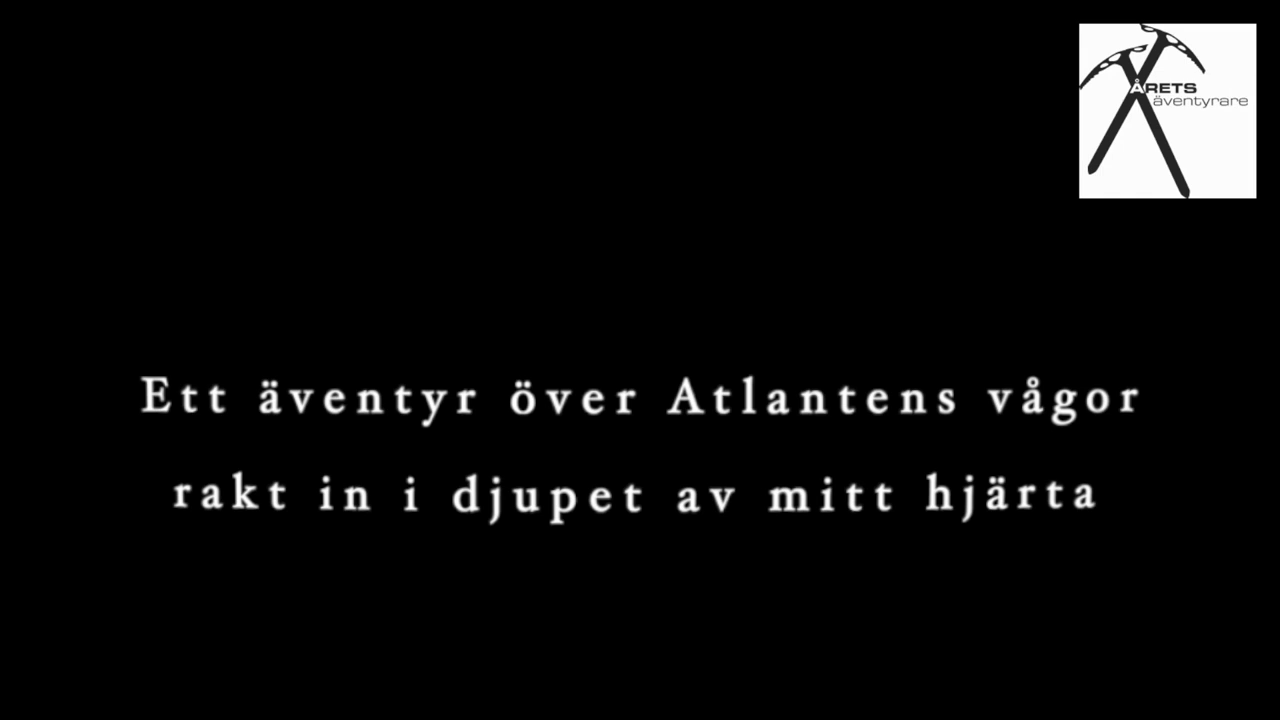 ÅRETS
äventyrare
Ett äventyr över Atlantens vågor
rakt in i djupet av mitt hjärta